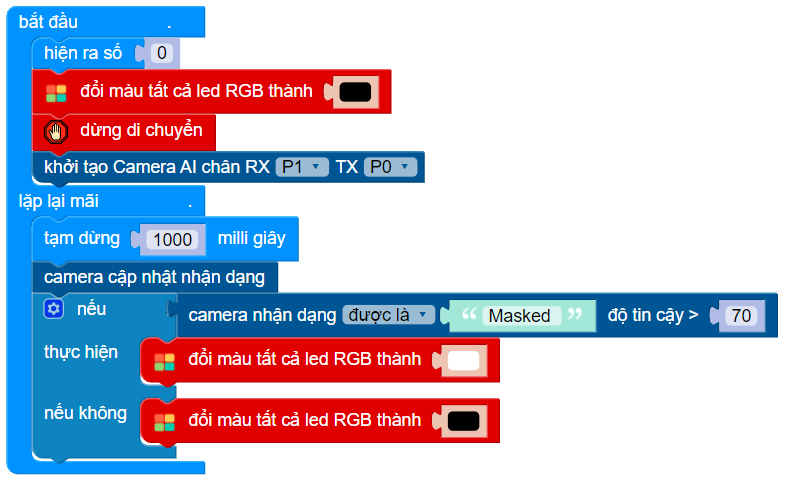 bắt đầu .
hiện ra số 0
đổi màu tất cả led RGB thành
dừng di chuyển
khởi tạo Camera AI chân RX P1 TX P0
lặp lại mãi .
tạm dừng 1000 milli giây
camera cập nhật nhận dạng
nếu camera nhận dạng được là “ Masked ” độ tin cậy > 70
thực hiện đổi màu tất cả led RGB thành
nếu không đổi màu tất cả led RGB thành